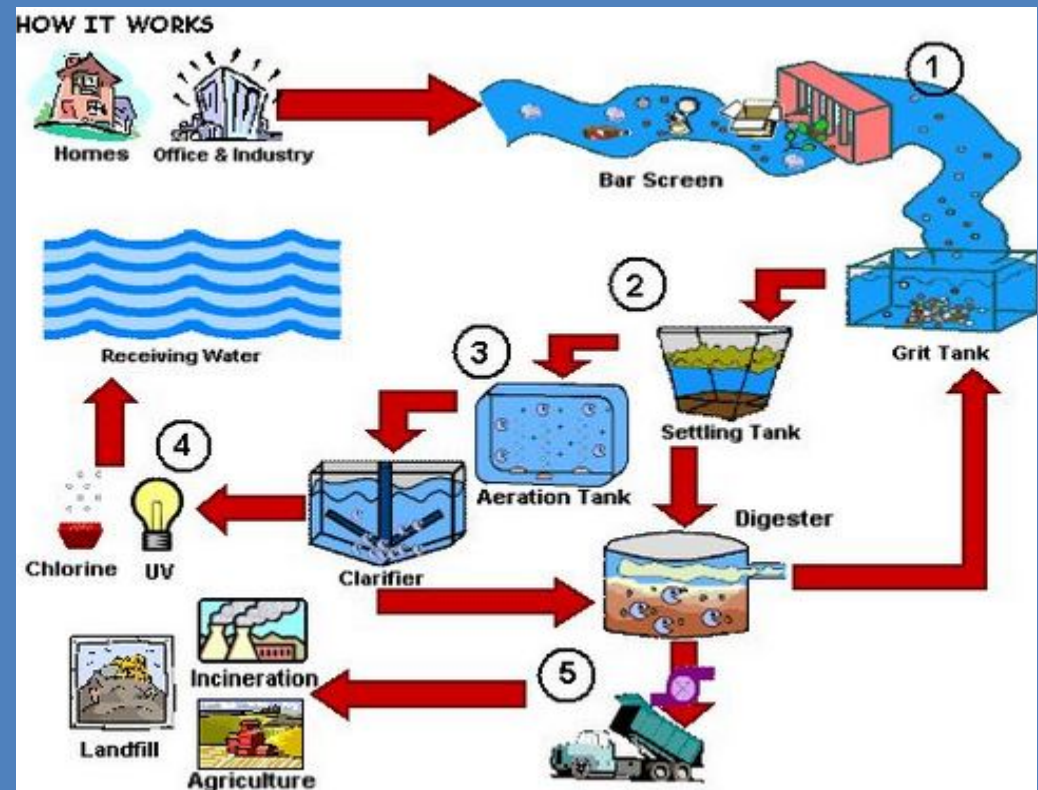 HOW IT WORKS
Homes
Office & Industry
1
Bar Screen
Grit Tank
2
Settling Tank
3
Aeration Tank
Receiving Water
4
Clarifier
Chlorine
UV
Digester
5
Incineration
Landfill
Agriculture